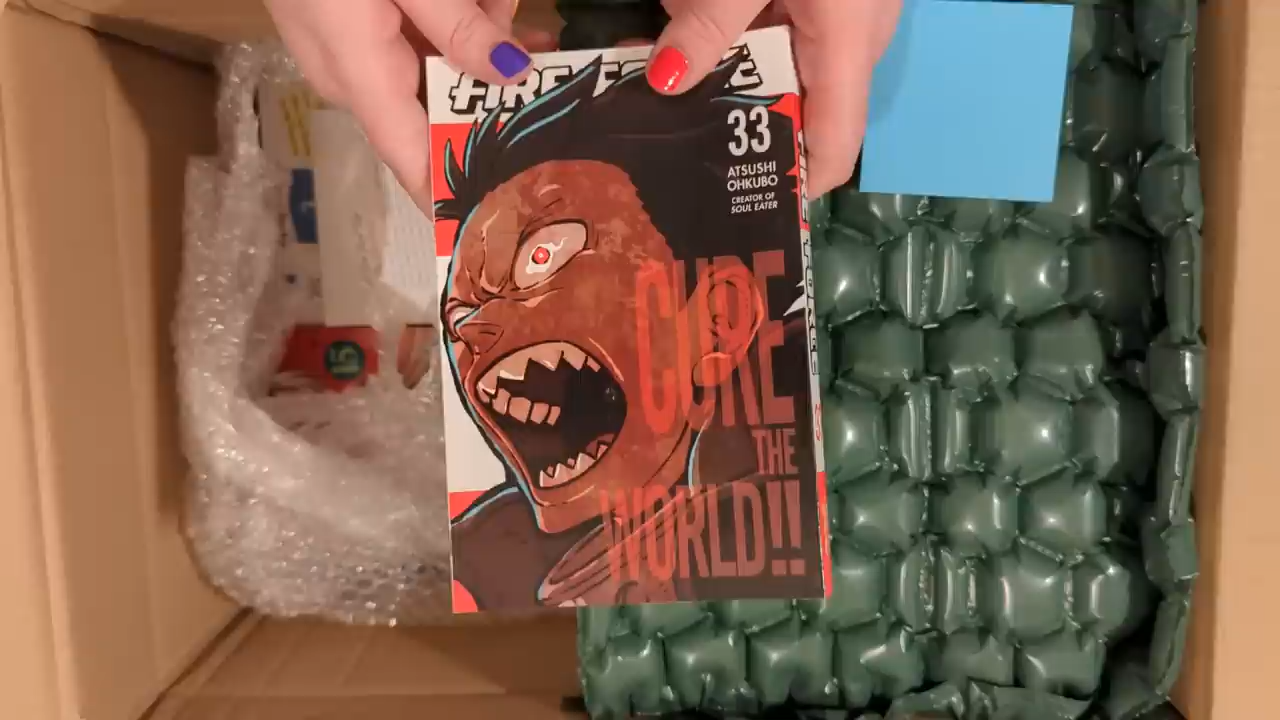 FIRE FORCE
33
ATSUSHI
OHKUBO
CREATOR OF
SOUL EATER
CURE
THE
WORLD!!